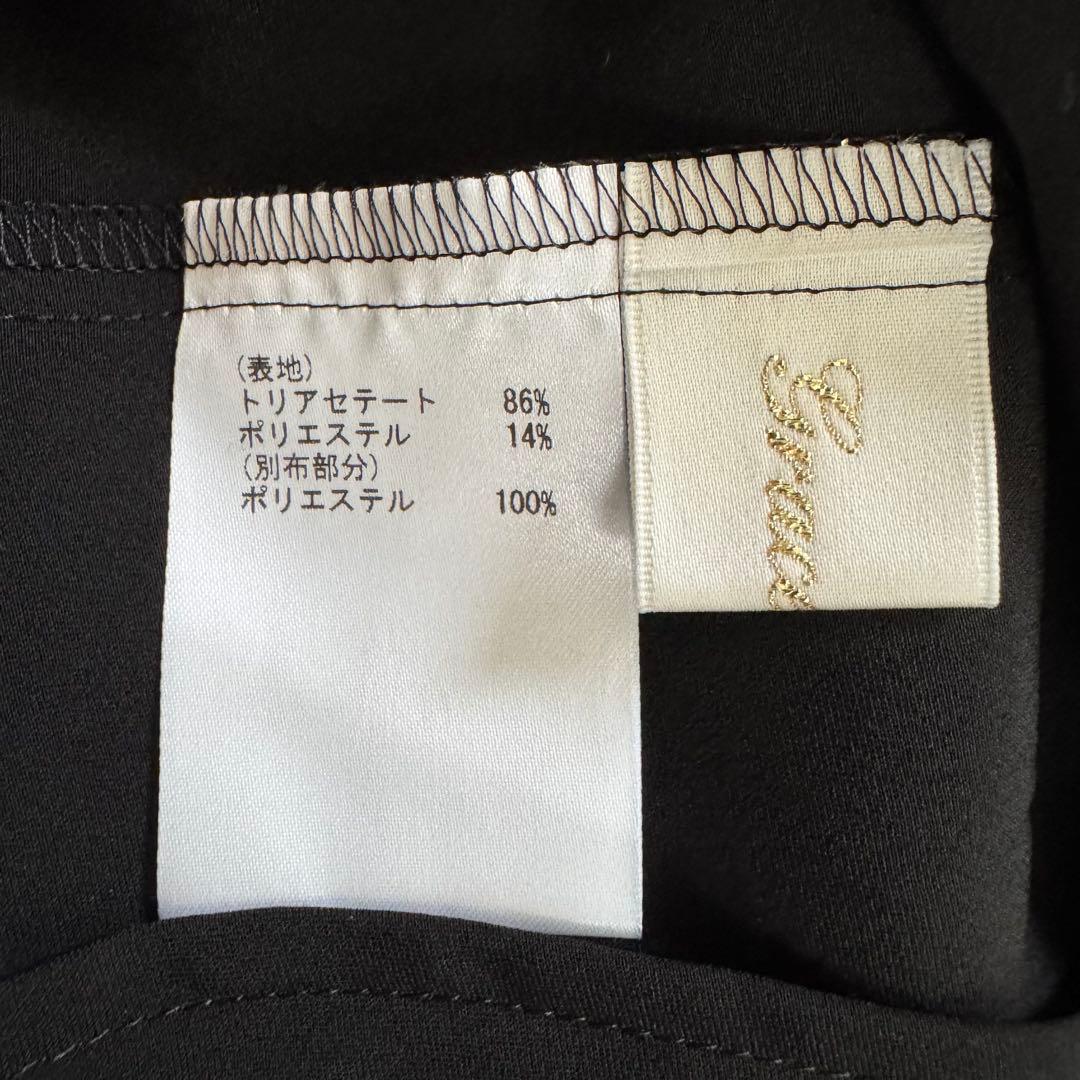 (表地)
トリアセテート 86%
ポリエステル 14%
(別布部分)
ポリエステル 100%